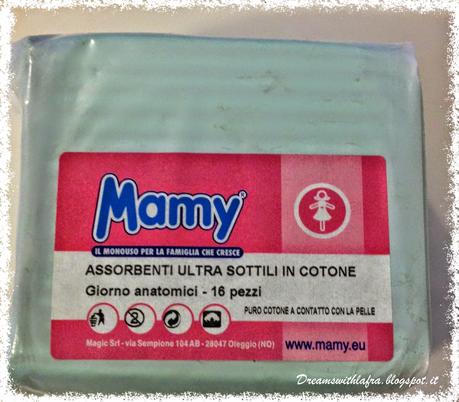 Mamy®
IL MONOUSO PER LA FAMIGLIA CHE CRESCE
ASSORBENTI ULTRA SOTTILI IN COTONE
Giorno anatomici - 16 pezzi
PURO COTONE A CONTATTO CON LA PELLE
Magic Srl - via Sempione 104 AB - 28047 Oleggio (NO)
www.mamy.eu
Dreamswithlafra.blogspot.it